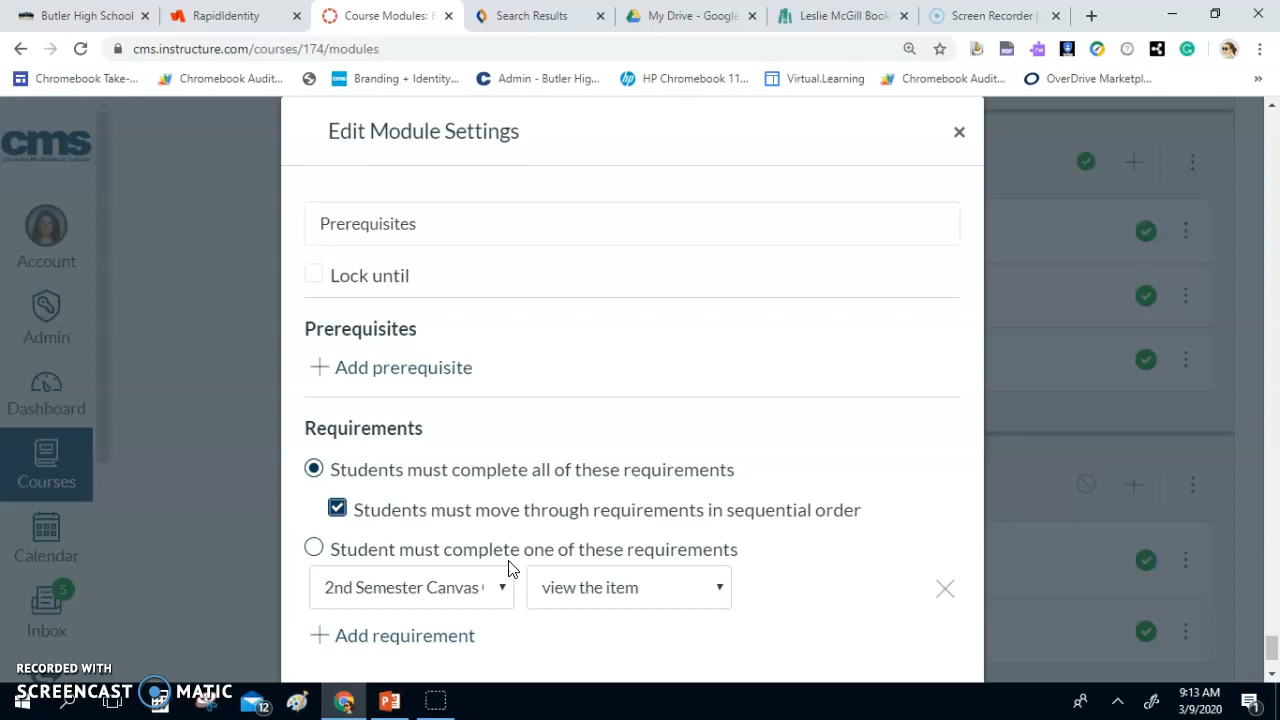 Butler High School
RapidIdentity
Course Modules: E
Search Results
My Drive - Google
Leslie McGill Book
Screen Recorder
cms.instructure.com/courses/174/modules
Chromebook Take-...
Chromebook Audit...
Branding + Identity...
Admin - Butler Hig...
HP Chromebook 11...
Virtual.Learning
Chromebook Audit...
OverDrive Marketpl...
»
cms
Account
Admin
Dashboard
Courses
Calendar
5
Inbox
Edit Module Settings
Prerequisites
Lock until
Prerequisites
Add prerequisite
Requirements
Students must complete all of these requirements
Students must move through requirements in sequential order
Student must complete one of these requirements
2nd Semester Canvas
view the item
Add requirement
RECORDED WITH
SCREENCAST MATIC
12
9:13 AM
3/9/2020
1